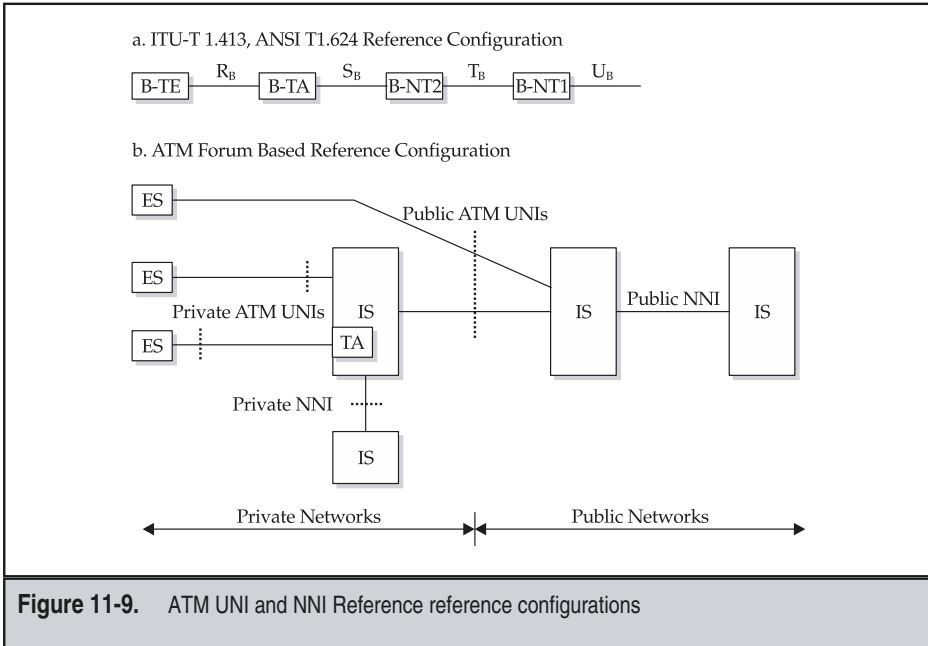 a. ITU-T 1.413, ANSI T1.624 Reference Configuration
B-TE R_B B-TA S_B B-NT2 T_B B-NT1 U_B
b. ATM Forum Based Reference Configuration
ES
Public ATM UNIs
ES
Private ATM UNIs IS IS Public NNI IS
ES TA
Private NNI
IS
Private Networks Public Networks
Figure 11-9. ATM UNI and NNI Reference reference configurations